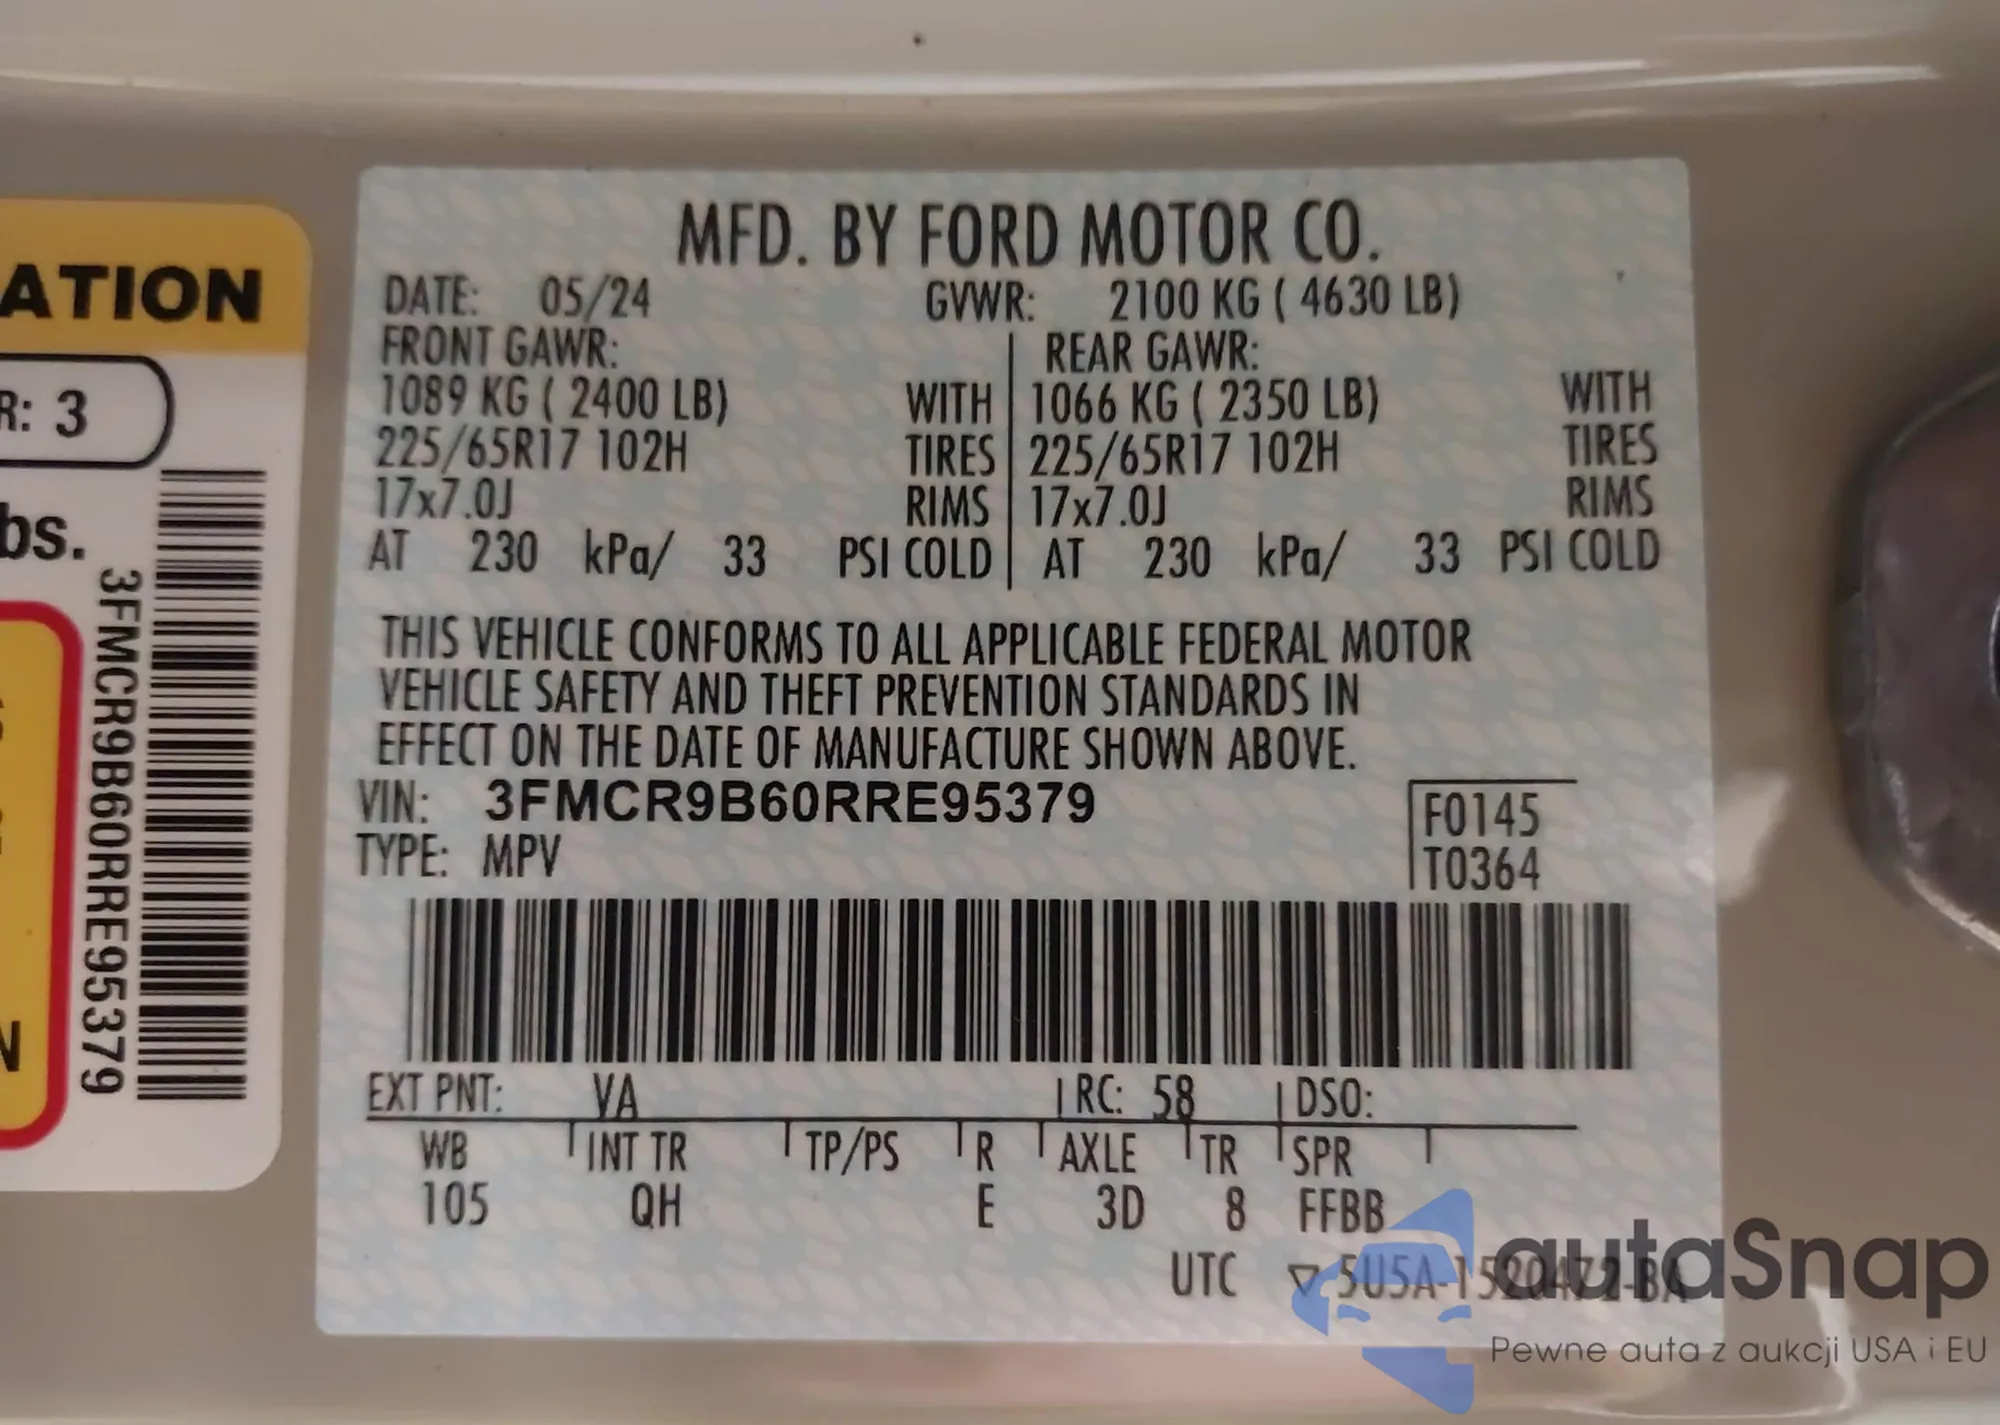 ATION
R: 3
bs.
3FMCR9B60RRE95379
N
MFD. BY FORD MOTOR CO.
DATE: 05/24 GVWR: 2100 KG ( 4630 LB)
FRONT GAWR: REAR GAWR:
1089 KG ( 2400 LB) WITH 1066 KG ( 2350 LB) WITH
225/65R17 102H TIRES 225/65R17 102H TIRES
17x7.0J RIMS 17x7.0J RIMS
AT 230 kPa/ 33 PSI COLD AT 230 kPa/ 33 PSI COLD
THIS VEHICLE CONFORMS TO ALL APPLICABLE FEDERAL MOTOR
VEHICLE SAFETY AND THEFT PREVENTION STANDARDS IN
EFFECT ON THE DATE OF MANUFACTURE SHOWN ABOVE.
VIN: 3FMCR9B60RRE95379
F0145
TYPE: MPV
T0364
EXT PNT: VA RC: 58 DSO:
WB INT TR TP/PS R AXLE TR SPR
105 QH E 3D 8 FFBB
UTC ▽ 5U5A-1520472-BA
autaSnap
Pewne auta z aukcji USA i EU